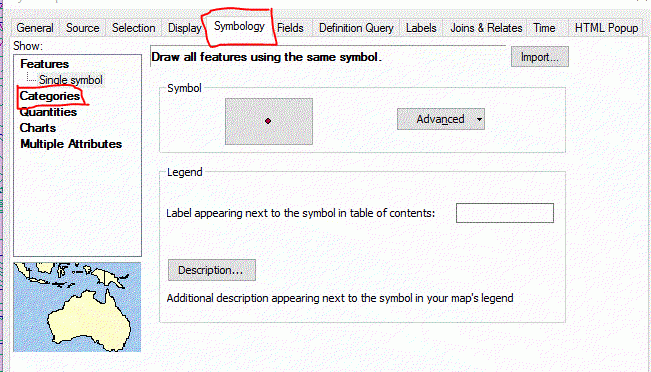 General Source Selection Display Symbology Fields Definition Query Labels Joins & Relates Time HTML Popup
Show:
Features
Single symbol
Categories
Quantities
Charts
Multiple Attributes
Draw all features using the same symbol.
Import...
Symbol
Advanced
Legend
Label appearing next to the symbol in table of contents:
Description...
Additional description appearing next to the symbol in your map's legend